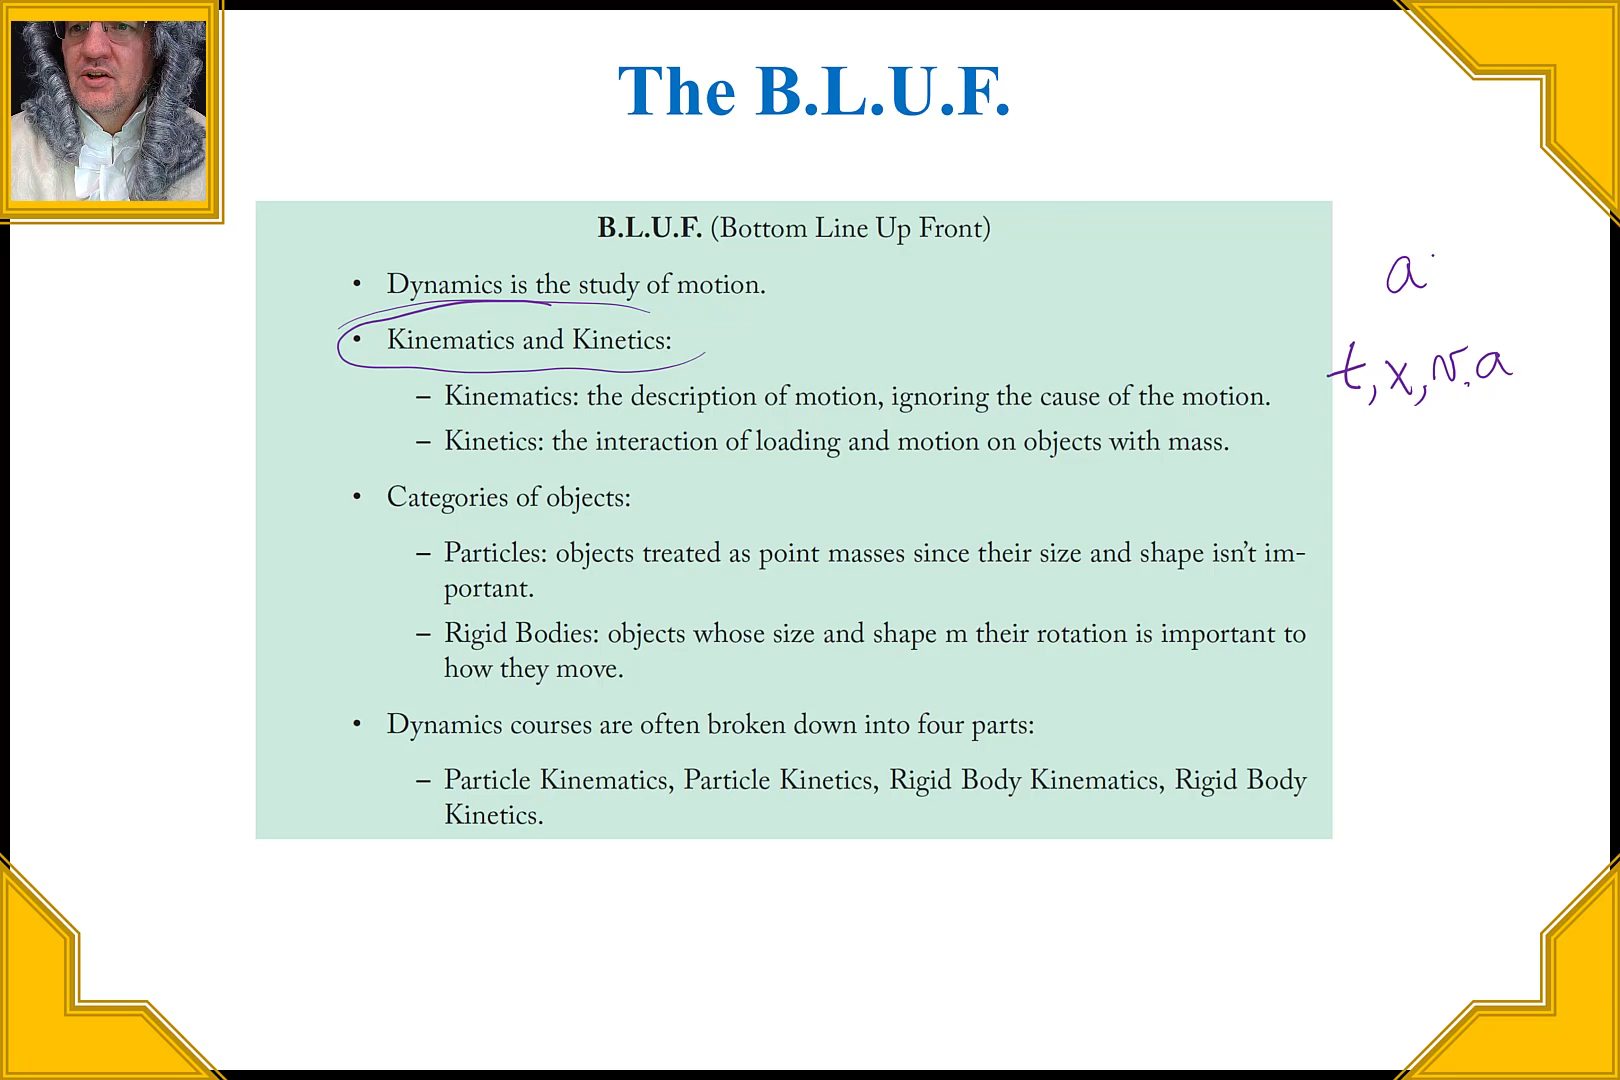 The B.L.U.F.
B.L.U.F. (Bottom Line Up Front)
• Dynamics is the study of motion.
• Kinematics and Kinetics:
– Kinematics: the description of motion, ignoring the cause of the motion.
– Kinetics: the interaction of loading and motion on objects with mass.
• Categories of objects:
– Particles: objects treated as point masses since their size and shape isn't im-
portant.
– Rigid Bodies: objects whose size and shape m their rotation is important to
how they move.
• Dynamics courses are often broken down into four parts:
– Particle Kinematics, Particle Kinetics, Rigid Body Kinematics, Rigid Body
Kinetics.
a
t, x, v, a